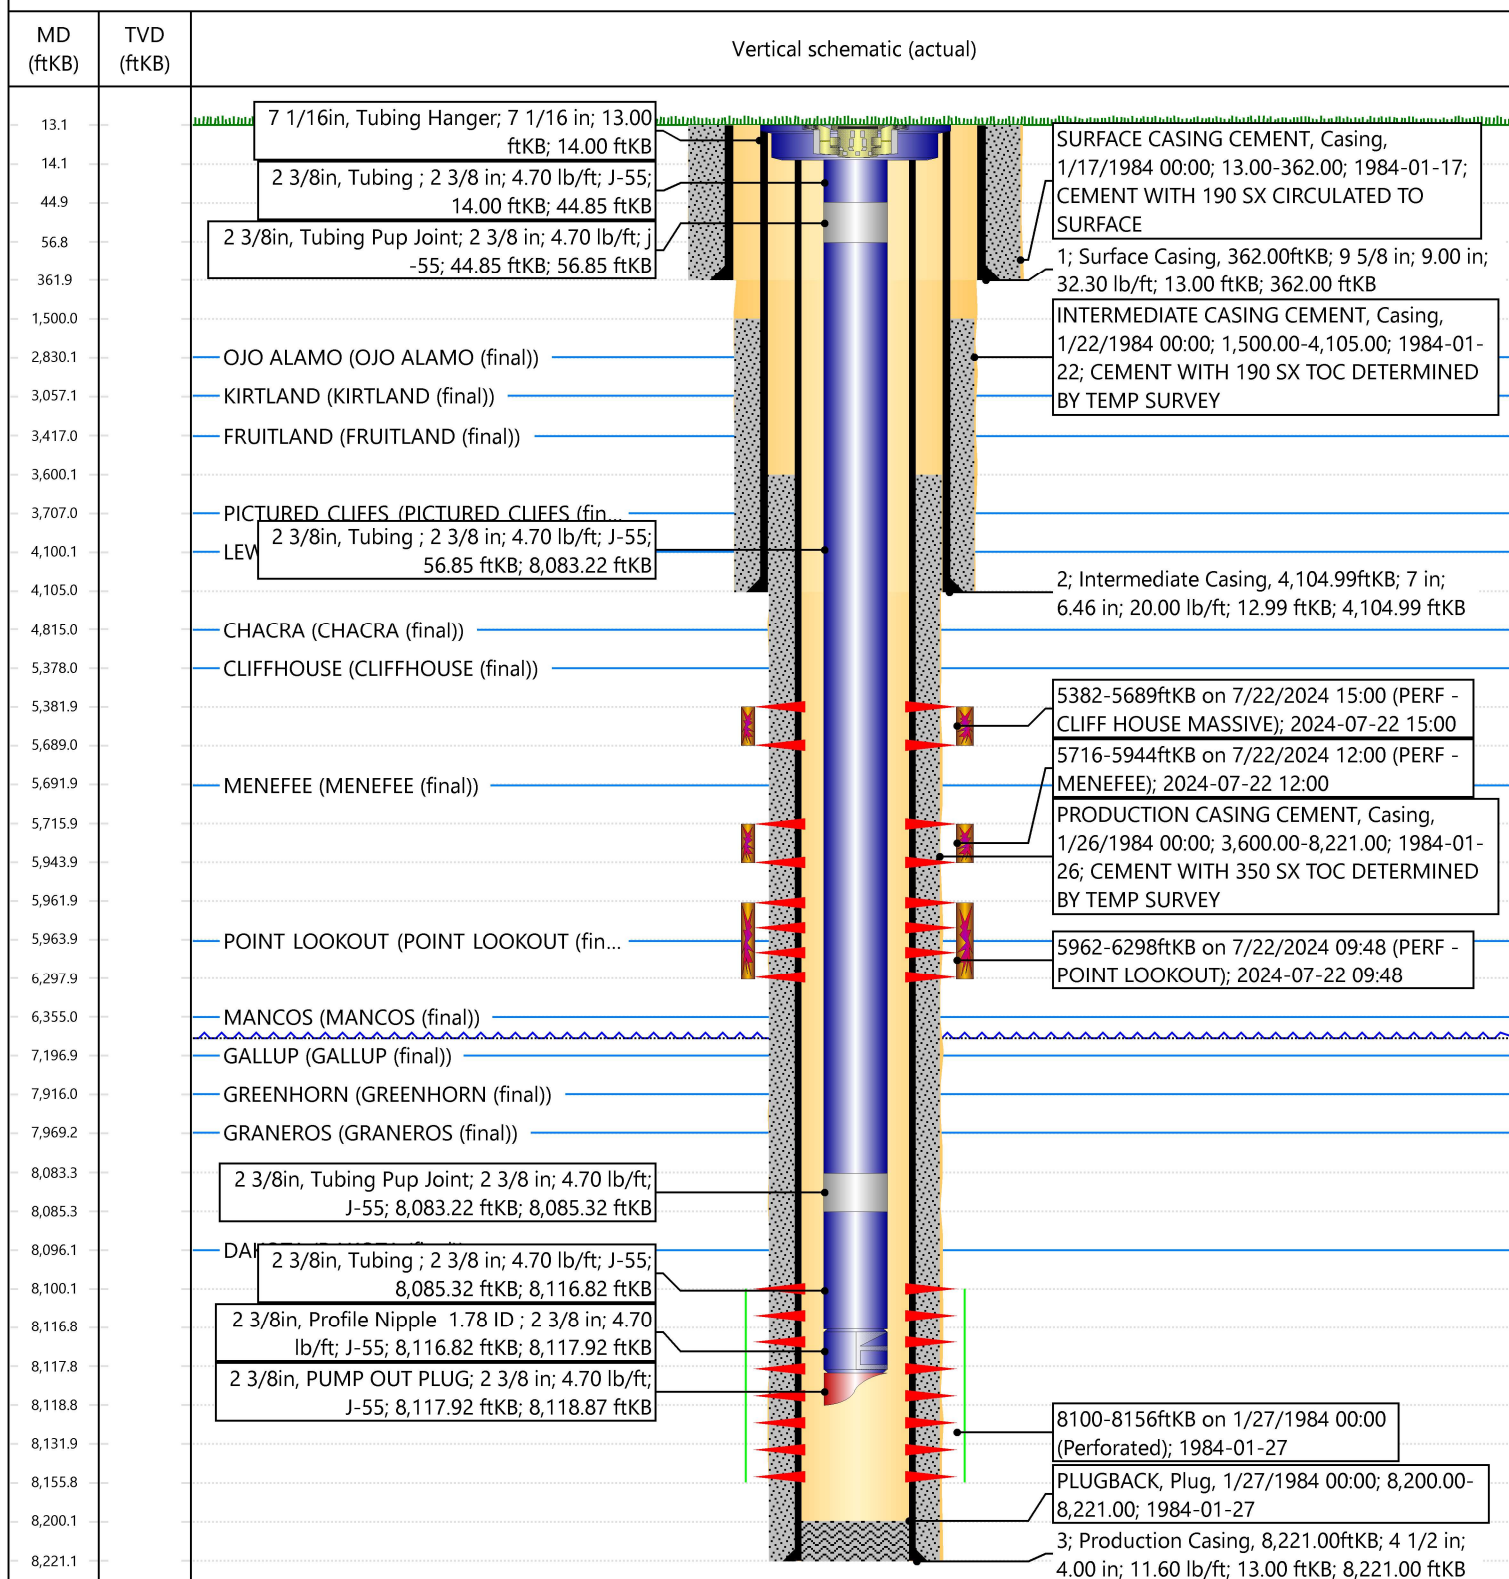 MD
(ftKB)
TVD
(ftKB)
Vertical schematic (actual)
13.1
14.1
44.9
56.8
361.9
1,500.0
2,830.1
3,057.1
3,417.0
3,600.1
3,707.0
4,100.1
4,105.0
4,815.0
5,378.0
5,381.9
5,689.0
5,691.9
5,715.9
5,943.9
5,961.9
5,963.9
6,297.9
6,355.0
7,196.9
7,916.0
7,969.2
8,083.3
8,085.3
8,096.1
8,100.1
8,116.8
8,117.8
8,118.8
8,131.9
8,155.8
8,200.1
8,221.1
7 1/16in, Tubing Hanger; 7 1/16 in; 13.00
ftKB; 14.00 ftKB
2 3/8in, Tubing ; 2 3/8 in; 4.70 lb/ft; J-55;
14.00 ftKB; 44.85 ftKB
2 3/8in, Tubing Pup Joint; 2 3/8 in; 4.70 lb/ft; j
-55; 44.85 ftKB; 56.85 ftKB
OJO ALAMO (OJO ALAMO (final))
KIRTLAND (KIRTLAND (final))
FRUITLAND (FRUITLAND (final))
PICTURED CLIFFS (PICTURED CLIFFS (fin...
LEW
2 3/8in, Tubing ; 2 3/8 in; 4.70 lb/ft; J-55;
56.85 ftKB; 8,083.22 ftKB
CHACRA (CHACRA (final))
CLIFFHOUSE (CLIFFHOUSE (final))
MENEFEE (MENEFEE (final))
POINT LOOKOUT (POINT LOOKOUT (fin...
MANCOS (MANCOS (final))
GALLUP (GALLUP (final))
GREENHORN (GREENHORN (final))
GRANEROS (GRANEROS (final))
2 3/8in, Tubing Pup Joint; 2 3/8 in; 4.70 lb/ft;
J-55; 8,083.22 ftKB; 8,085.32 ftKB
2 3/8in, Tubing ; 2 3/8 in; 4.70 lb/ft; J-55;
8,085.32 ftKB; 8,116.82 ftKB
2 3/8in, Profile Nipple  1.78 ID ; 2 3/8 in; 4.70
lb/ft; J-55; 8,116.82 ftKB; 8,117.92 ftKB
2 3/8in, PUMP OUT PLUG; 2 3/8 in; 4.70 lb/ft;
J-55; 8,117.92 ftKB; 8,118.87 ftKB
SURFACE CASING CEMENT, Casing,
1/17/1984 00:00; 13.00-362.00; 1984-01-17;
CEMENT WITH 190 SX CIRCULATED TO
SURFACE
1; Surface Casing, 362.00ftKB; 9 5/8 in; 9.00 in;
32.30 lb/ft; 13.00 ftKB; 362.00 ftKB
INTERMEDIATE CASING CEMENT, Casing,
1/22/1984 00:00; 1,500.00-4,105.00; 1984-01-
22; CEMENT WITH 190 SX TOC DETERMINED
BY TEMP SURVEY
2; Intermediate Casing, 4,104.99ftKB; 7 in;
6.46 in; 20.00 lb/ft; 12.99 ftKB; 4,104.99 ftKB
5382-5689ftKB on 7/22/2024 15:00 (PERF -
CLIFF HOUSE MASSIVE); 2024-07-22 15:00
5716-5944ftKB on 7/22/2024 12:00 (PERF -
MENEFEE); 2024-07-22 12:00
PRODUCTION CASING CEMENT, Casing,
1/26/1984 00:00; 3,600.00-8,221.00; 1984-01-
26; CEMENT WITH 350 SX TOC DETERMINED
BY TEMP SURVEY
5962-6298ftKB on 7/22/2024 09:48 (PERF -
POINT LOOKOUT); 2024-07-22 09:48
8100-8156ftKB on 1/27/1984 00:00
(Perforated); 1984-01-27
PLUGBACK, Plug, 1/27/1984 00:00; 8,200.00-
8,221.00; 1984-01-27
3; Production Casing, 8,221.00ftKB; 4 1/2 in;
4.00 in; 11.60 lb/ft; 13.00 ftKB; 8,221.00 ftKB